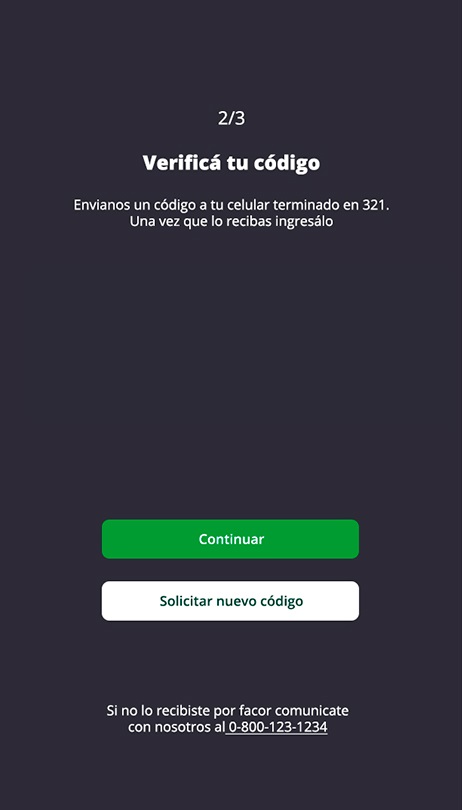 2/3
Verificá tu código
Envianos un código a tu celular terminado en 321.
Una vez que lo recibas ingresálo
Continuar
Solicitar nuevo código
Si no lo recibiste por facor comunicate
con nosotros al 0-800-123-1234